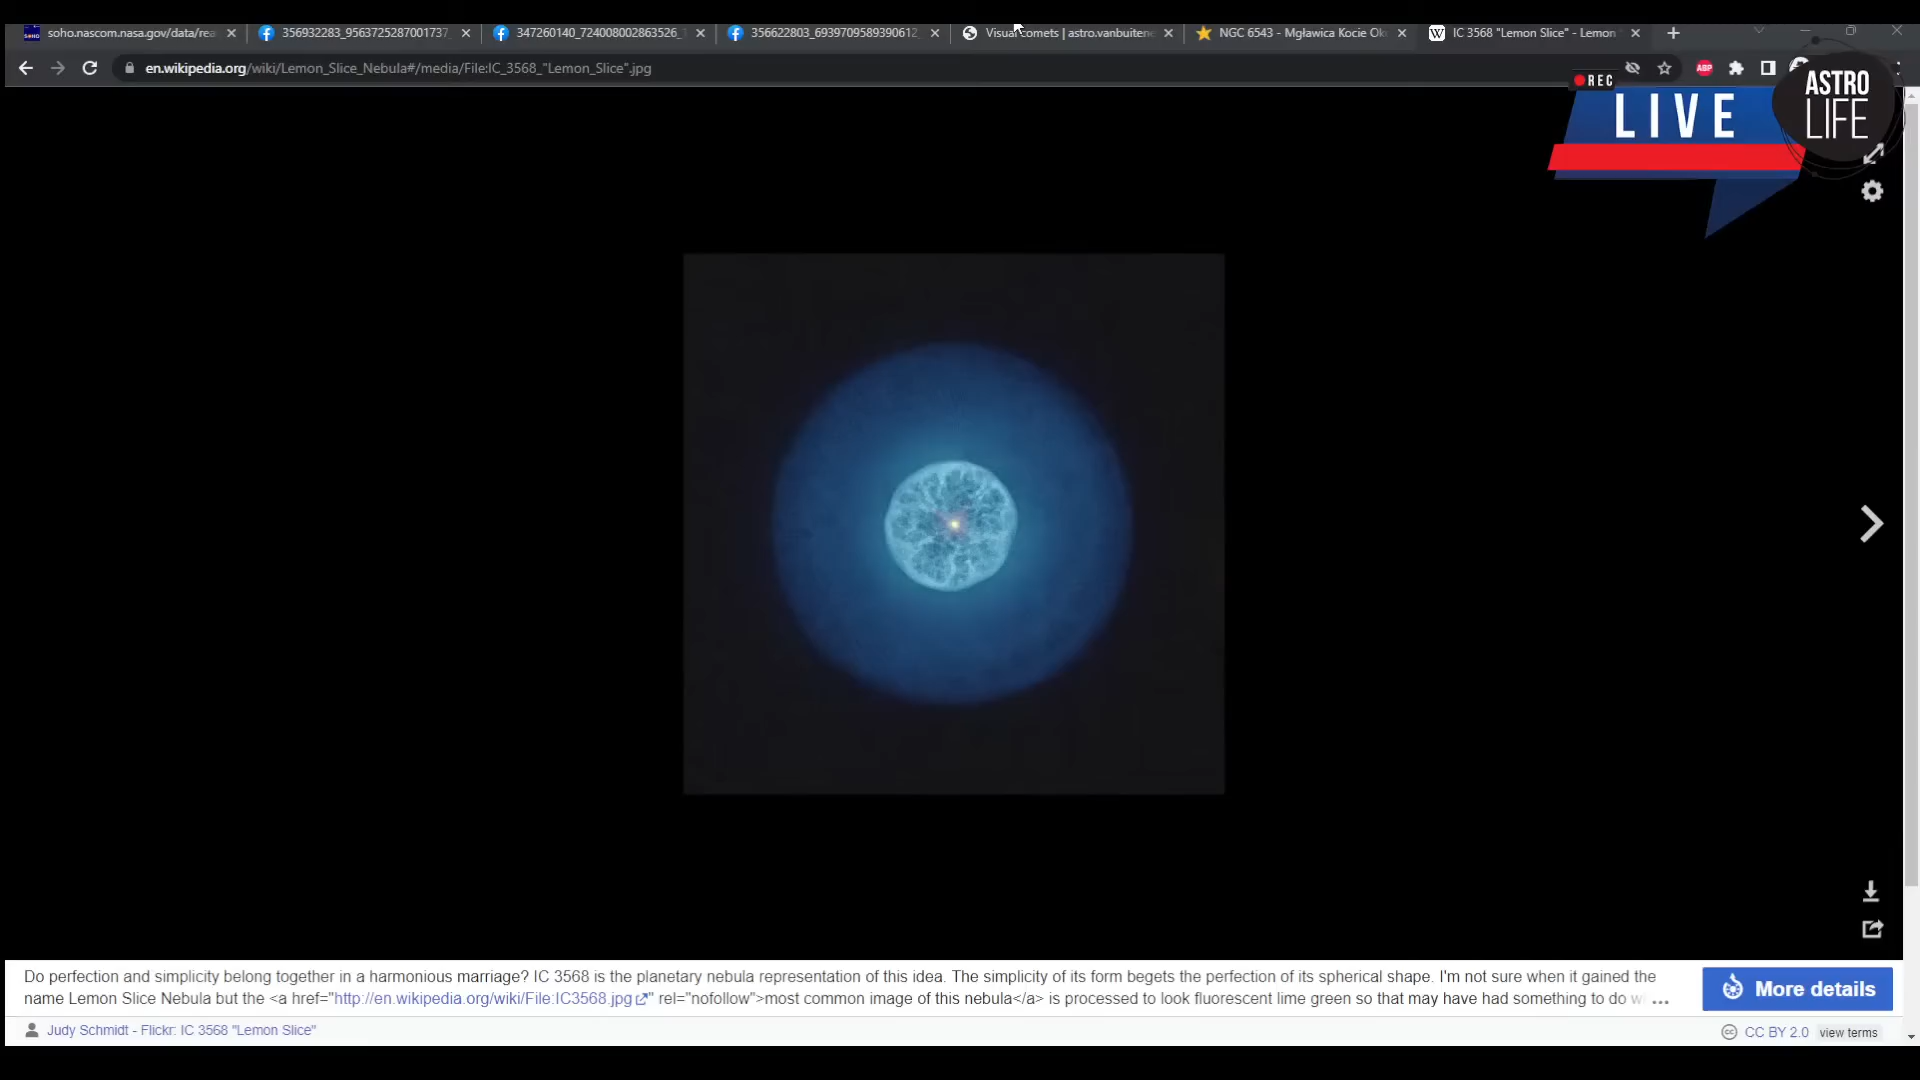 soho.nascom.nasa.gov/data/rea
356932283_9563725287001737_
347260140_724008002863526_1
356622803_6939709589390612_
Visual comets | astro.vanbuitene
NGC 6543 - Mgławica Kocie Ok
IC 3568 "Lemon Slice" - Lemon
en.wikipedia.org/wiki/Lemon_Slice_Nebula#/media/File:IC_3568_"Lemon_Slice".jpg
ABP
REC
LIVE
ASTRO
LIFE
Do perfection and simplicity belong together in a harmonious marriage? IC 3568 is the planetary nebula representation of this idea. The simplicity of its form begets the perfection of its spherical shape. I'm not sure when it gained the
name Lemon Slice Nebula but the <a href="http://en.wikipedia.org/wiki/File:IC3568.jpg" rel="nofollow">most common image of this nebula</a> is processed to look fluorescent lime green so that may have had something to do w
...
More details
Judy Schmidt - Flickr: IC 3568 "Lemon Slice"
CC BY 2.0
view terms